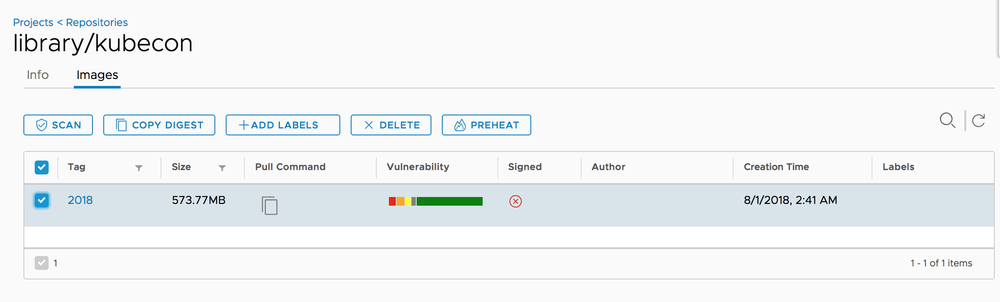 Projects < Repositories
library/kubecon
Info Images
SCAN COPY DIGEST +ADD LABELS DELETE PREHEAT
Tag Size Pull Command Vulnerability Signed Author Creation Time Labels
2018 573.77MB 8/1/2018, 2:41 AM
1 1 - 1 of 1 items